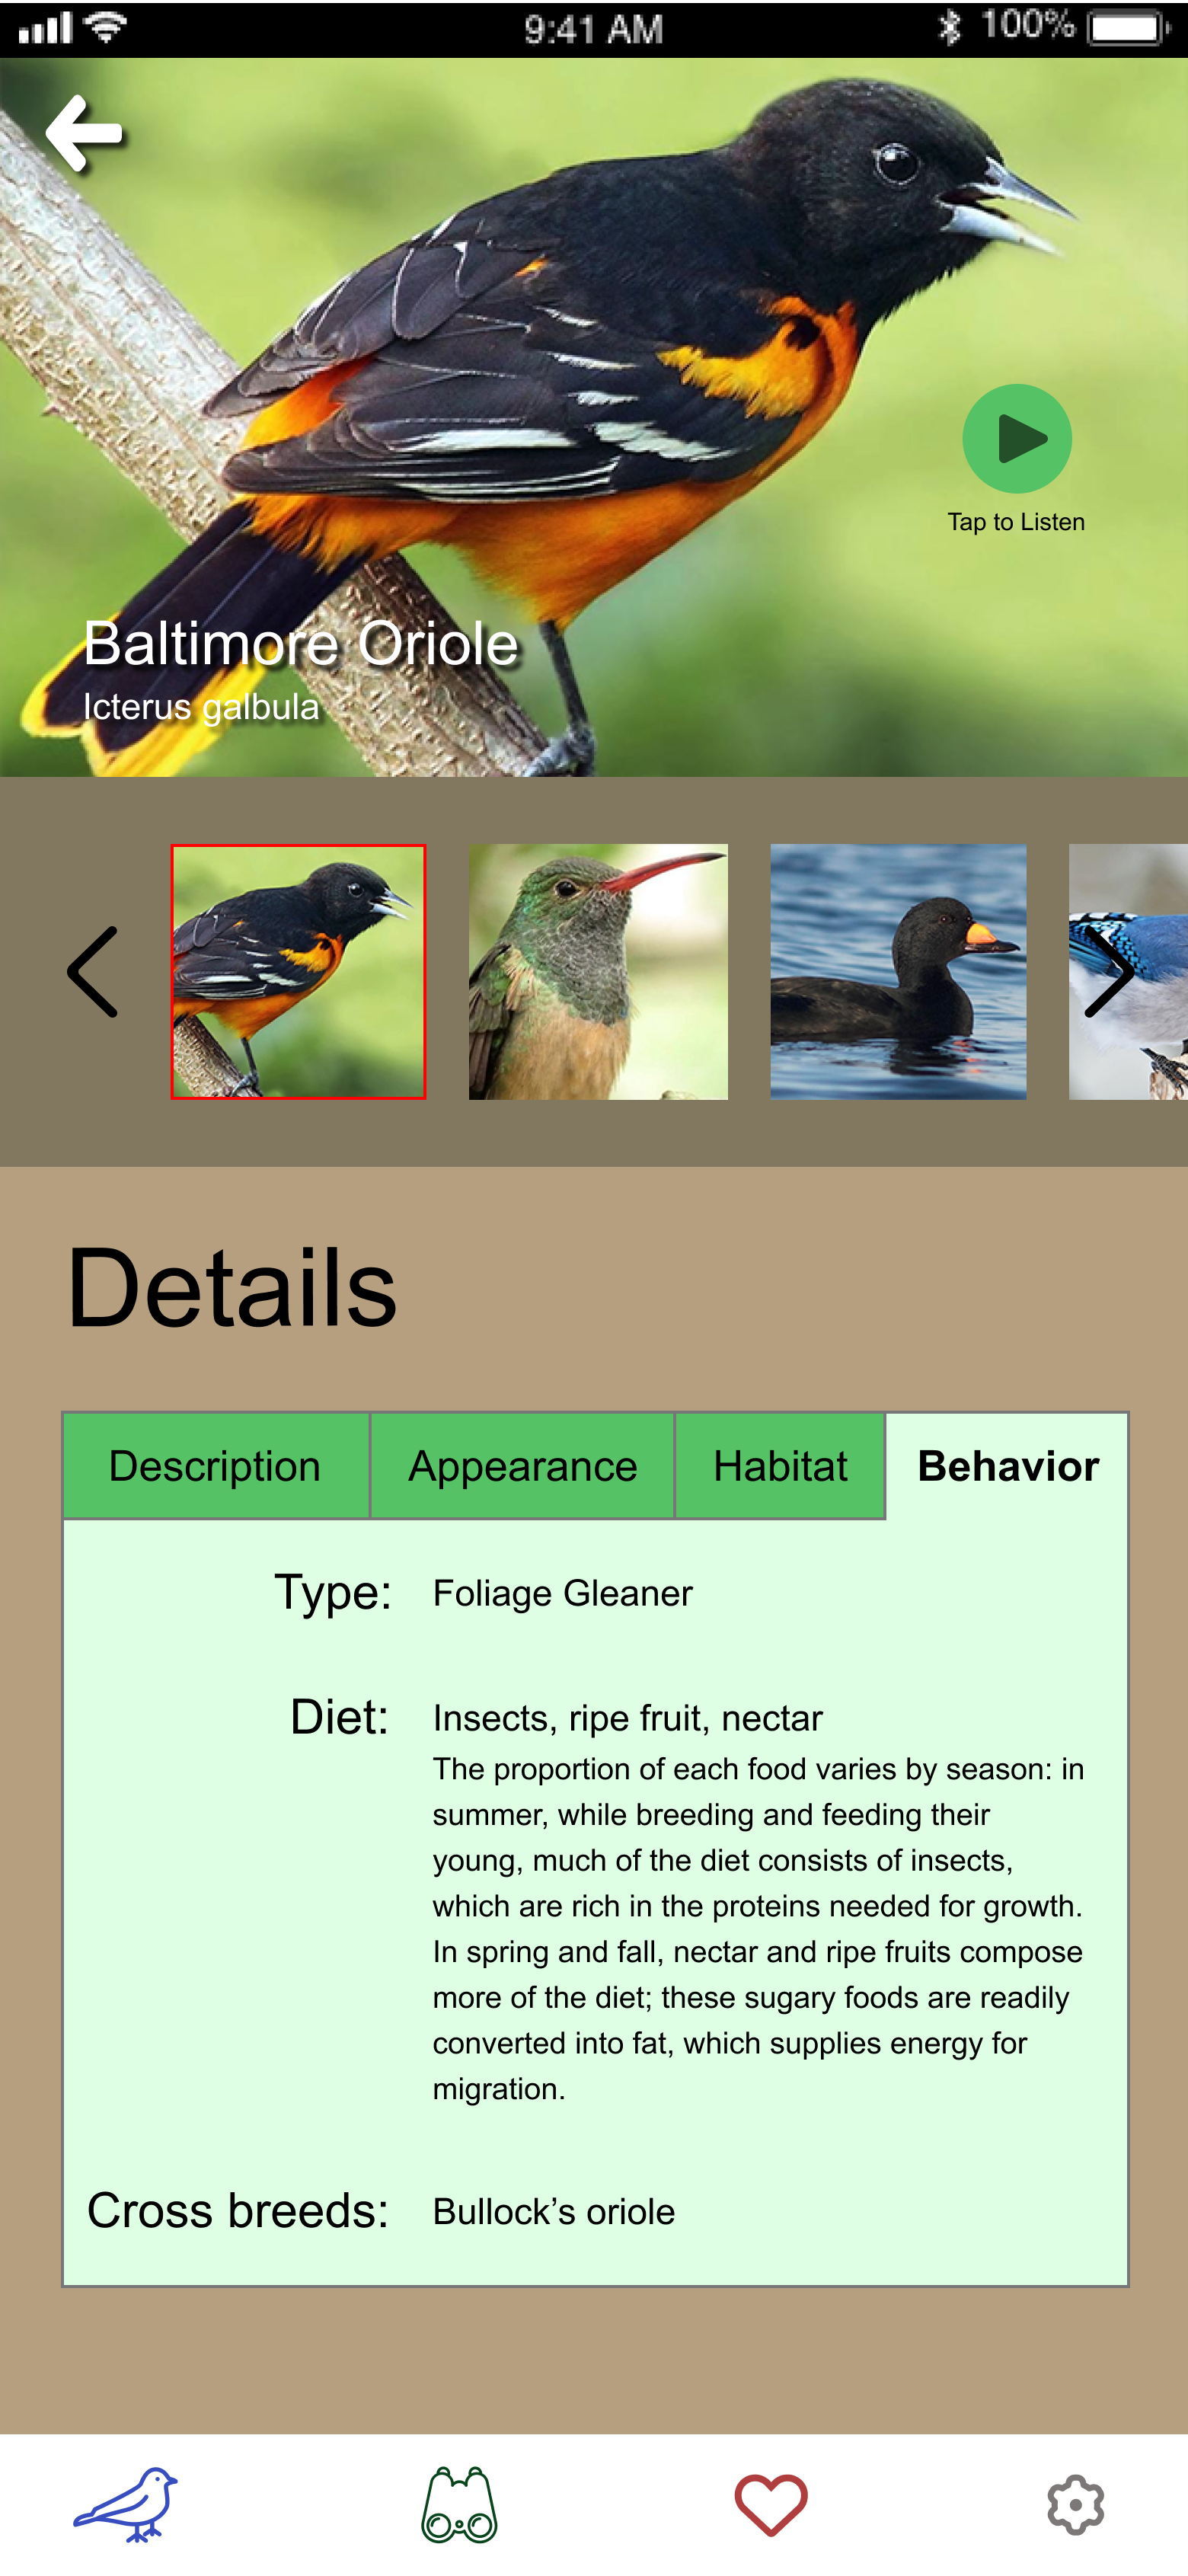 9:41 AM
100%
Tap to Listen
Baltimore Oriole
Icterus galbula
Details
Description Appearance Habitat Behavior
Type: Foliage Gleaner
Diet: Insects, ripe fruit, nectar
The proportion of each food varies by season: in
summer, while breeding and feeding their
young, much of the diet consists of insects,
which are rich in the proteins needed for growth.
In spring and fall, nectar and ripe fruits compose
more of the diet; these sugary foods are readily
converted into fat, which supplies energy for
migration.
Cross breeds: Bullock’s oriole